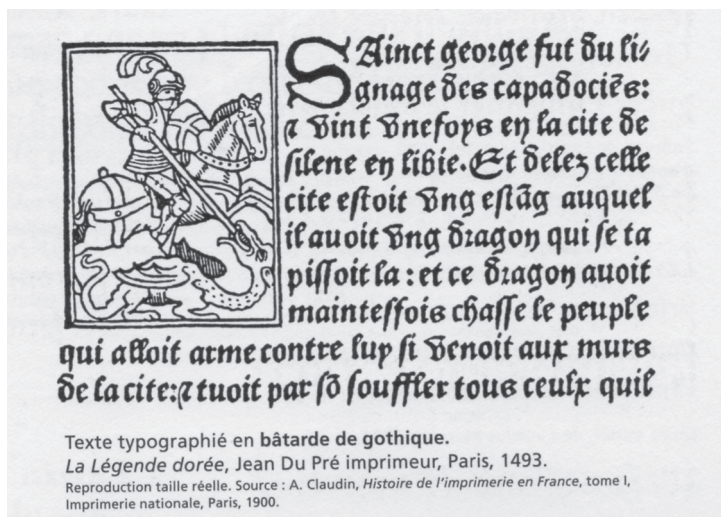 SAinct george fut du li⸗
gnage des capadociẽs:
⁊ vint vnefoys en la cite de
silene en libie. Et delez celle
cite estoit vng estãg auquel
il auoit vng dragon qui se ta
pissoit la : et ce dragon auoit
maintesfois chasse le peuple
qui alloit arme contre luy si venoit aux murs
de la cite:⁊ tuoit par sõ souffler tous ceulx quil
Texte typographié en bâtarde de gothique.
La Légende dorée, Jean Du Pré imprimeur, Paris, 1493.
Reproduction taille réelle. Source : A. Claudin, Histoire de l'imprimerie en France, tome I,
Imprimerie nationale, Paris, 1900.